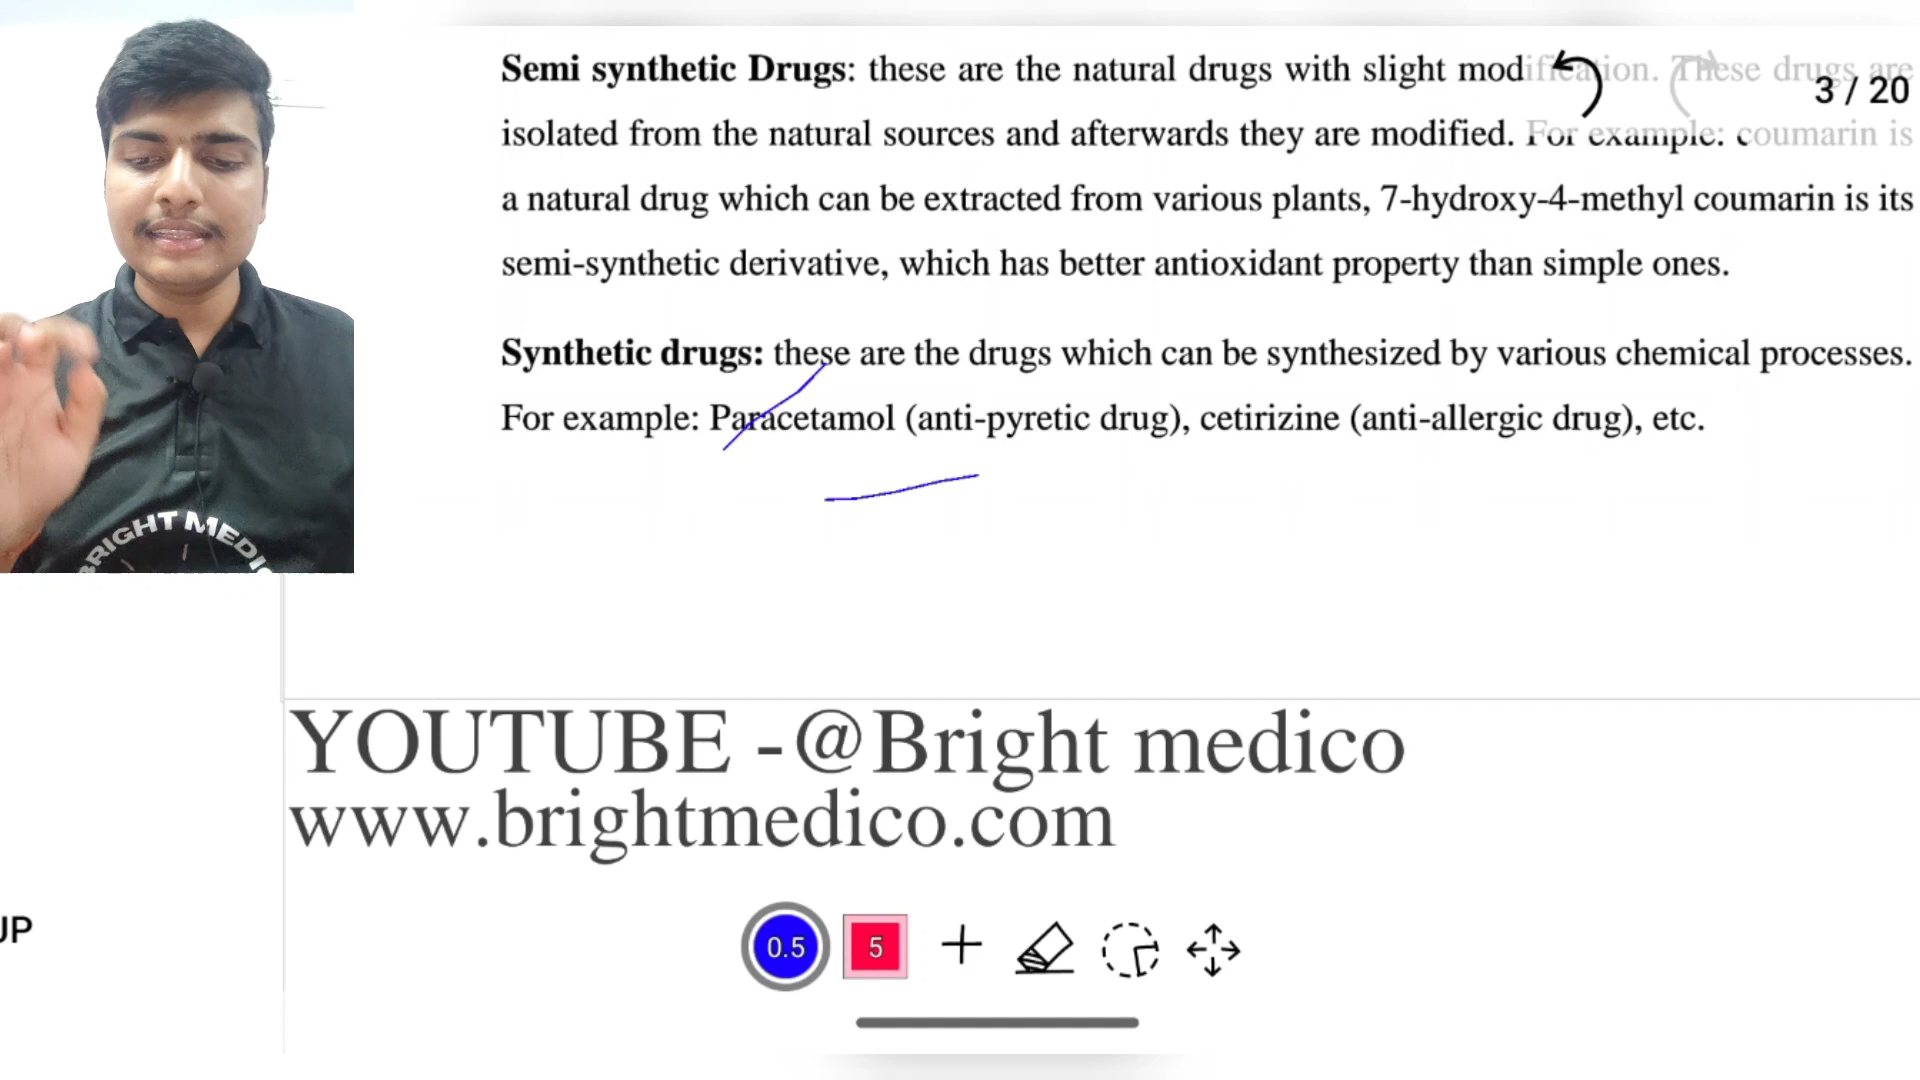 Semi synthetic Drugs: these are the natural drugs with slight modification. These drugs are
3 / 20
isolated from the natural sources and afterwards they are modified. For example: coumarin is
a natural drug which can be extracted from various plants, 7-hydroxy-4-methyl coumarin is its
semi-synthetic derivative, which has better antioxidant property than simple ones.
Synthetic drugs: these are the drugs which can be synthesized by various chemical processes.
For example: Paracetamol (anti-pyretic drug), cetirizine (anti-allergic drug), etc.
BRIGHT MEDIC
YOUTUBE -@Bright medico
www.brightmedico.com
UP
0.5
5